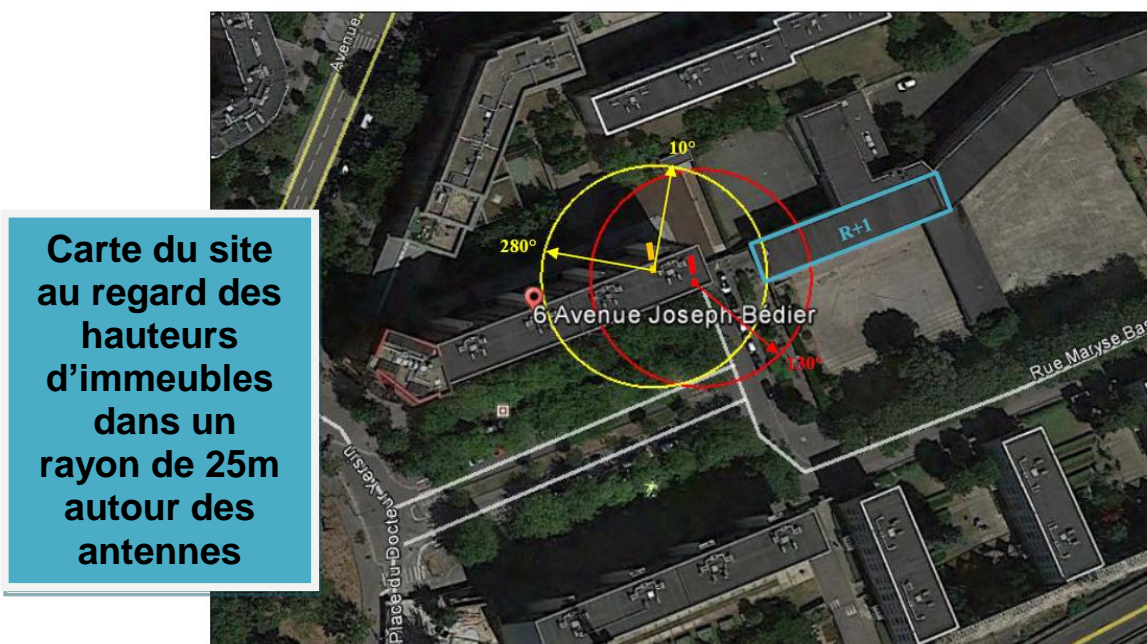 Carte du site
au regard des
hauteurs
d’immeubles
dans un
rayon de 25m
autour des
antennes
Avenue
10°
280°
R+1
6 Avenue Joseph Bédier
130°
Rue Maryse Bas
Place du Docteur Yersin